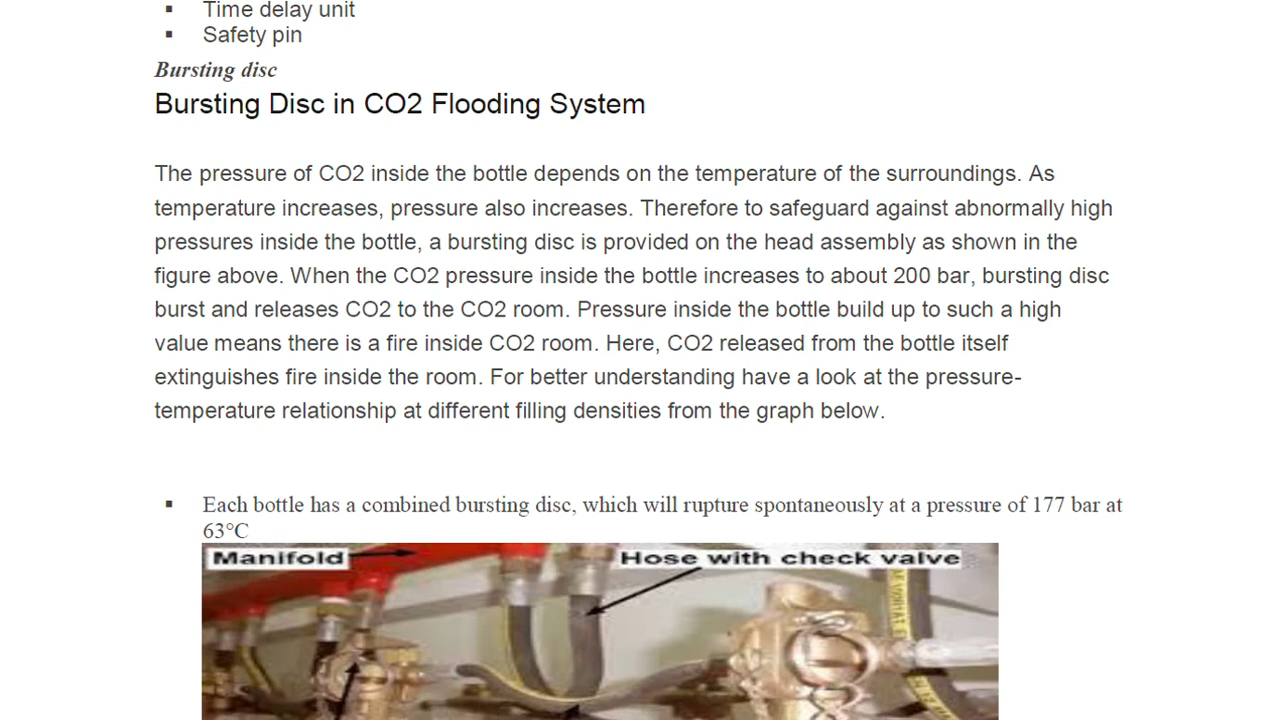 ▪ Time delay unit
▪ Safety pin
Bursting disc
Bursting Disc in CO2 Flooding System
The pressure of CO2 inside the bottle depends on the temperature of the surroundings. As
temperature increases, pressure also increases. Therefore to safeguard against abnormally high
pressures inside the bottle, a bursting disc is provided on the head assembly as shown in the
figure above. When the CO2 pressure inside the bottle increases to about 200 bar, bursting disc
burst and releases CO2 to the CO2 room. Pressure inside the bottle build up to such a high
value means there is a fire inside CO2 room. Here, CO2 released from the bottle itself
extinguishes fire inside the room. For better understanding have a look at the pressure-
temperature relationship at different filling densities from the graph below.
▪ Each bottle has a combined bursting disc, which will rupture spontaneously at a pressure of 177 bar at
63°C
Manifold
Hose with check valve